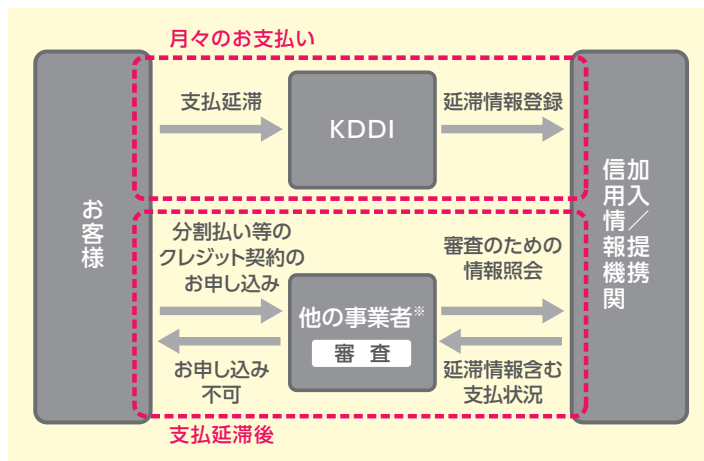 月々のお支払い
お客様
支払延滞
KDDI
延滞情報登録
加入／提携
信用情報機関
分割払い等の
クレジット契約の
お申し込み
他の事業者※
審 査
審査のための
情報照会
お申し込み
不可
延滞情報含む
支払状況
支払延滞後